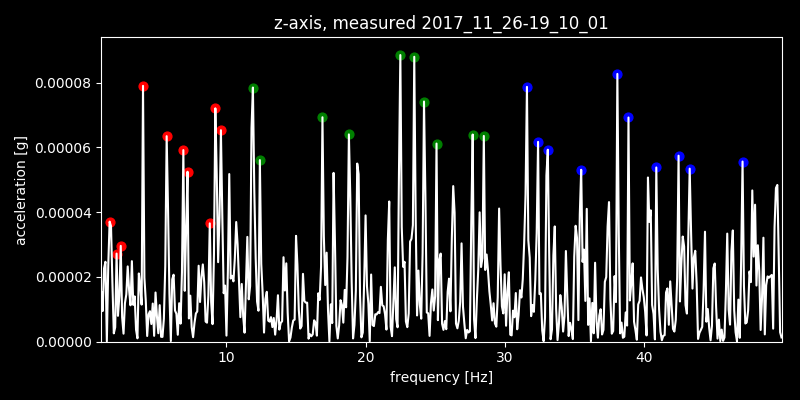 z-axis, measured 2017_11_26-19_10_01
0.00008
0.00006
0.00004
0.00002
0.00000
acceleration [g]
10 20 30 40
frequency [Hz]